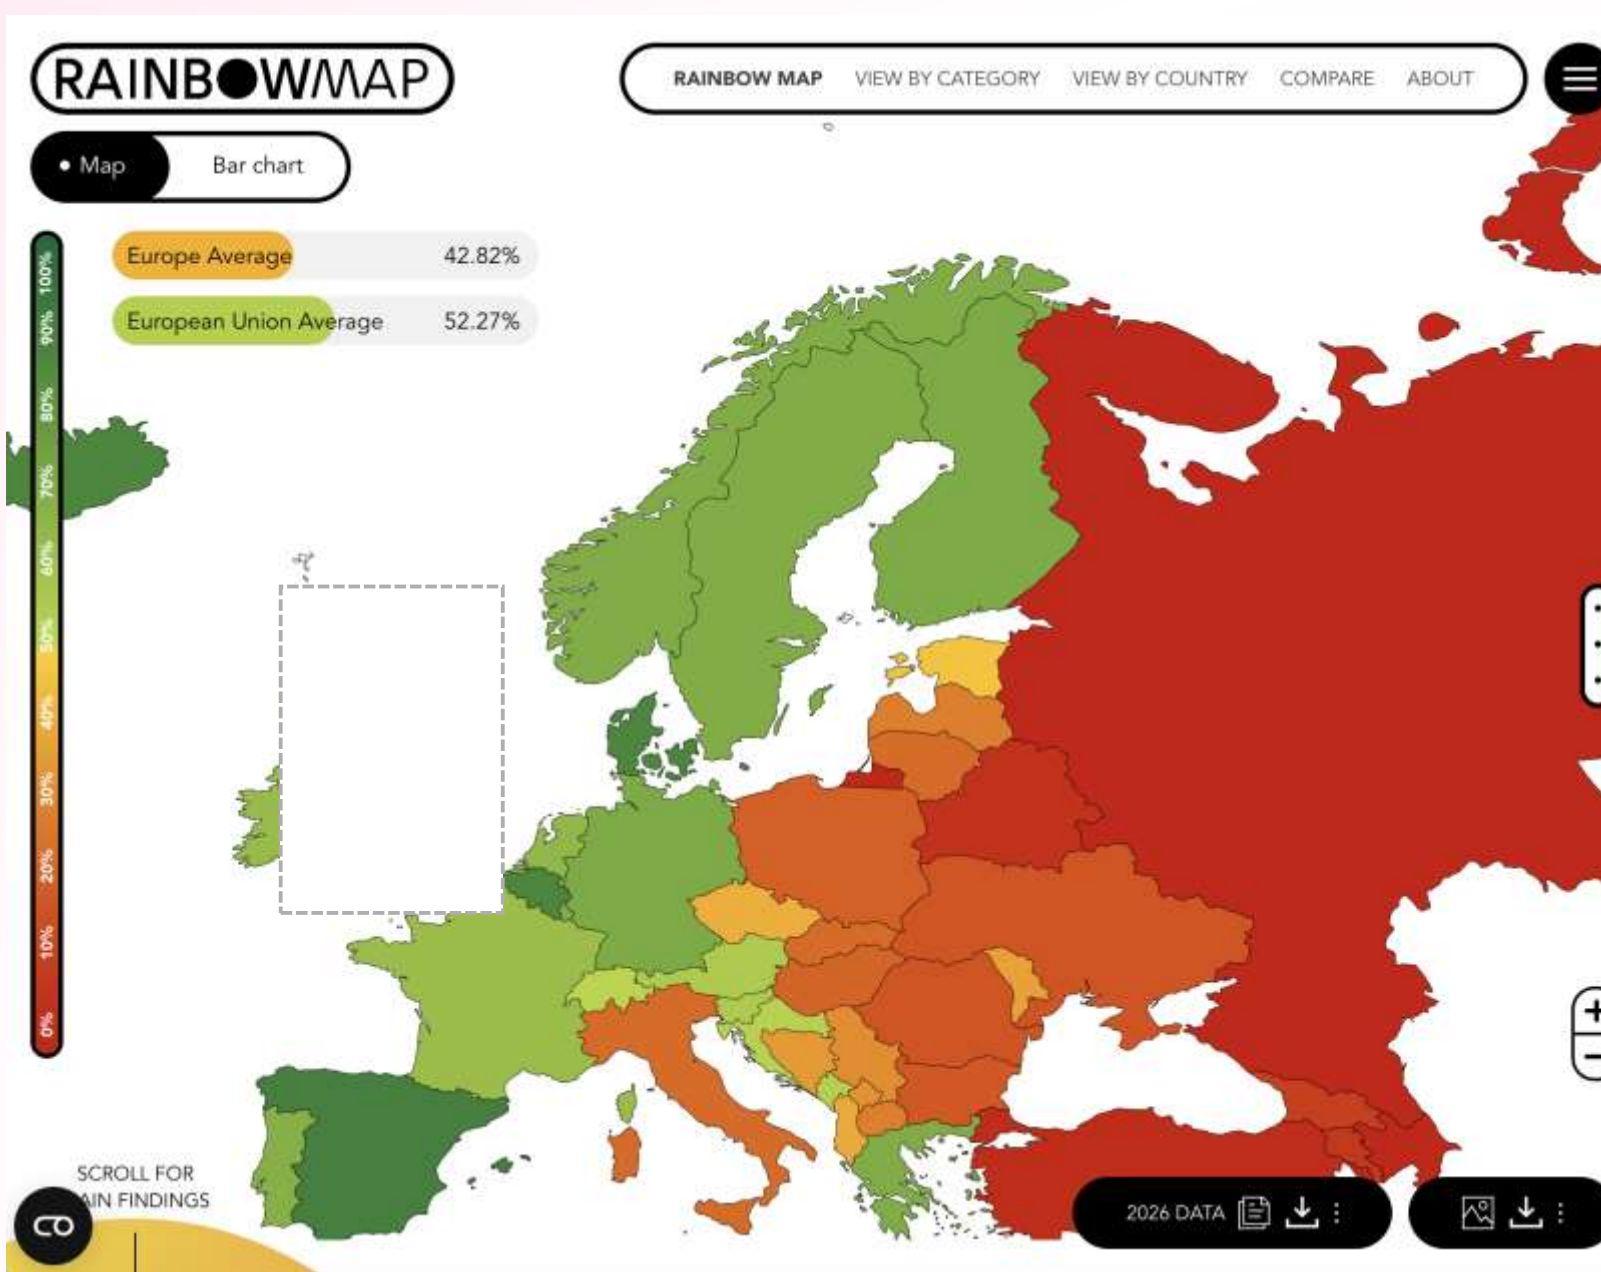 RAINBOWMAP
RAINBOW MAP
VIEW BY CATEGORY
VIEW BY COUNTRY
COMPARE
ABOUT
• Map
Bar chart
Europe Average 42.82%
European Union Average 52.27%
100%
90%
80%
70%
60%
50%
40%
30%
20%
10%
0%
SCROLL FOR
AIN FINDINGS
2026 DATA
+
−